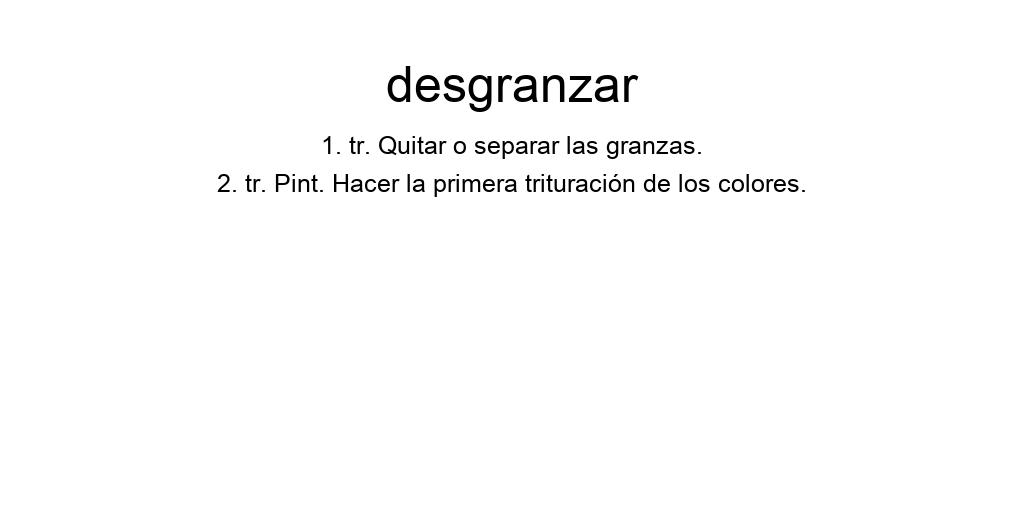 desgranzar
1. tr. Quitar o separar las granzas.
2. tr. Pint. Hacer la primera trituración de los colores.